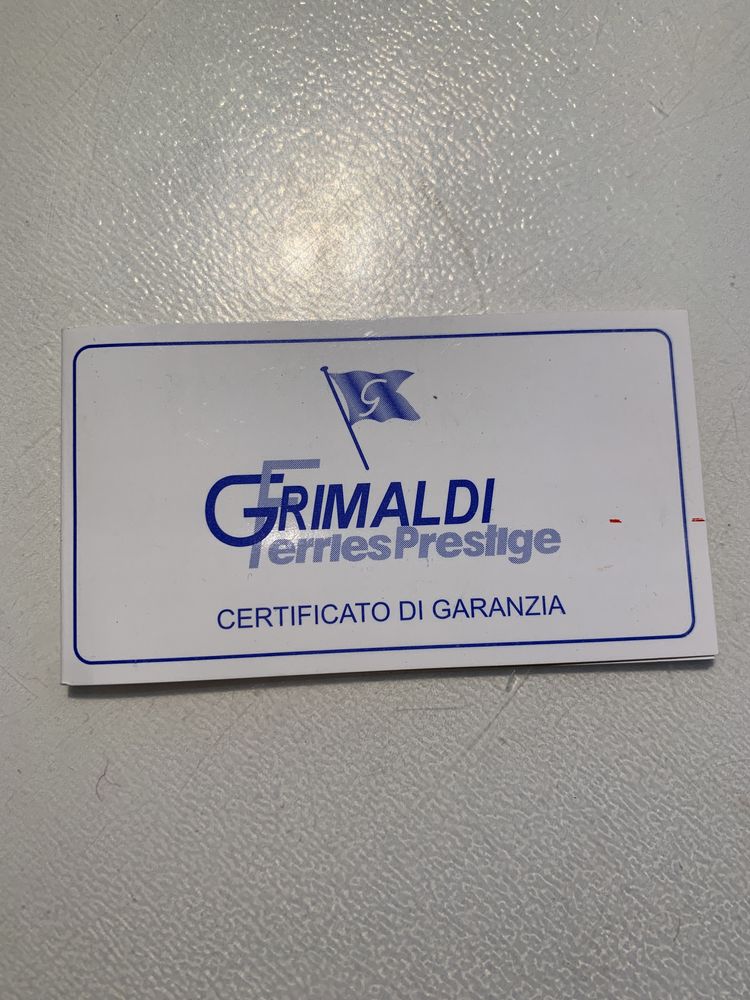 G
GRIMALDI
Ferries Prestige
CERTIFICATO DI GARANZIA